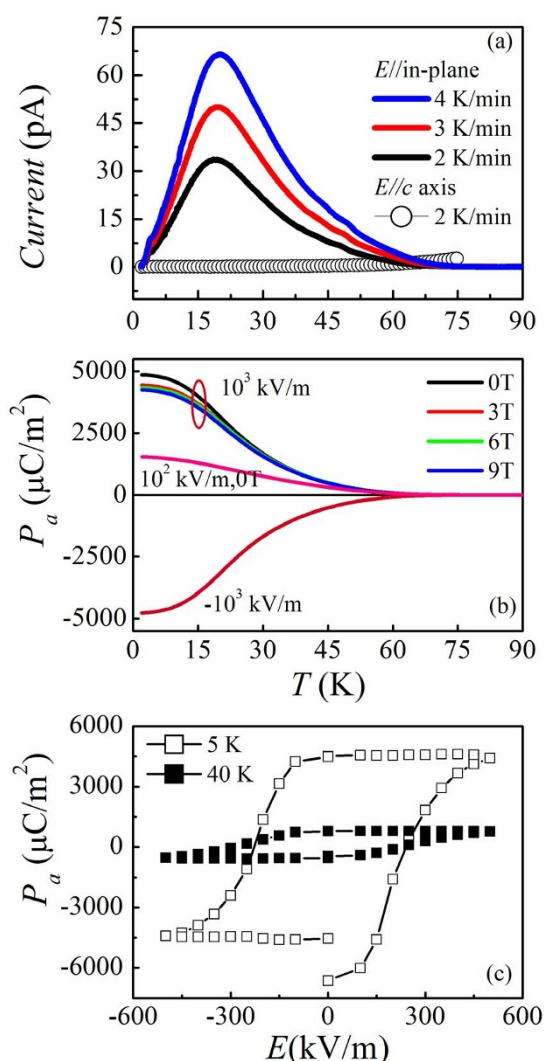 75
60
45
30
15
0
Current (pA)
(a)
E//in-plane
4 K/min
3 K/min
2 K/min
E//c axis
2 K/min
0 15 30 45 60 75 90
5000
2500
0
-2500
-5000
P_a (μC/m²)
10³ kV/m
0T
3T
6T
9T
10² kV/m,0T
-10³ kV/m
(b)
0 15 30 45 60 75 90
T (K)
6000
3000
0
-3000
-6000
P_a (μC/m²)
5 K
40 K
(c)
-600 -300 0 300 600
E(kV/m)